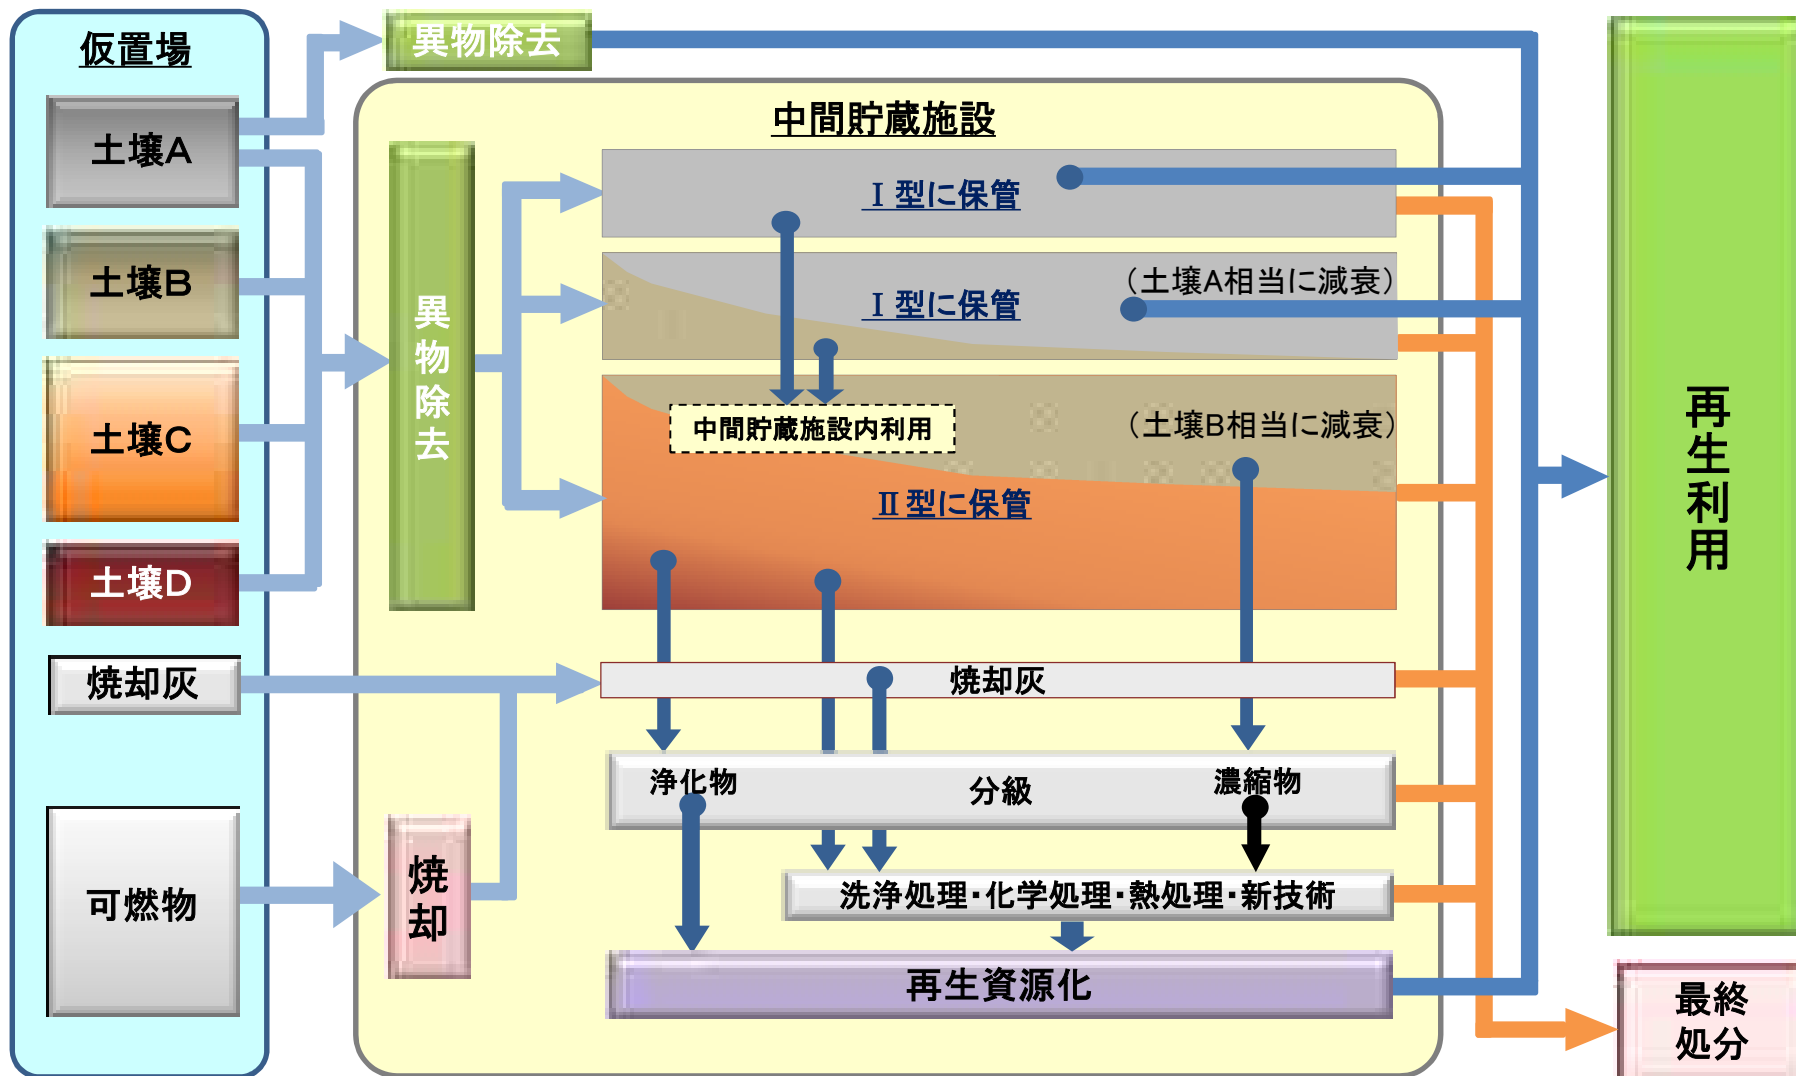 仮置場
土壌A
土壌B
土壌C
土壌D
焼却灰
可燃物
異物除去
中間貯蔵施設
異物除去
Ⅰ型に保管
Ⅰ型に保管
（土壌A相当に減衰）
中間貯蔵施設内利用
（土壌B相当に減衰）
Ⅱ型に保管
焼却灰
浄化物
分級
濃縮物
焼却
洗浄処理・化学処理・熱処理・新技術
再生資源化
再生利用
最終
処分